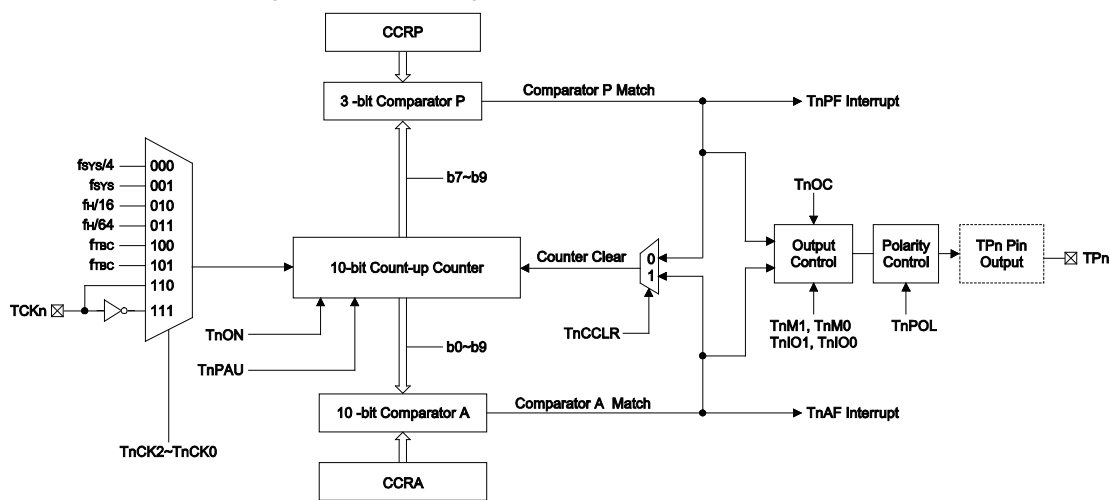 CCRP
3 -bit Comparator P
Comparator P Match
TnPF Interrupt
b7~b9
fSYS/4
000
fSYS
001
fH/16
010
fH/64
011
fTBC
100
fTBC
101
110
TCKn
111
TnCK2~TnCK0
10-bit Count-up Counter
TnON
TnPAU
Counter Clear
0
1
TnCCLR
b0~b9
10 -bit Comparator A
Comparator A Match
TnAF Interrupt
CCRA
TnOC
Output
Control
TnM1, TnM0
TnIO1, TnIO0
Polarity
Control
TnPOL
TPn Pin
Output
TPn